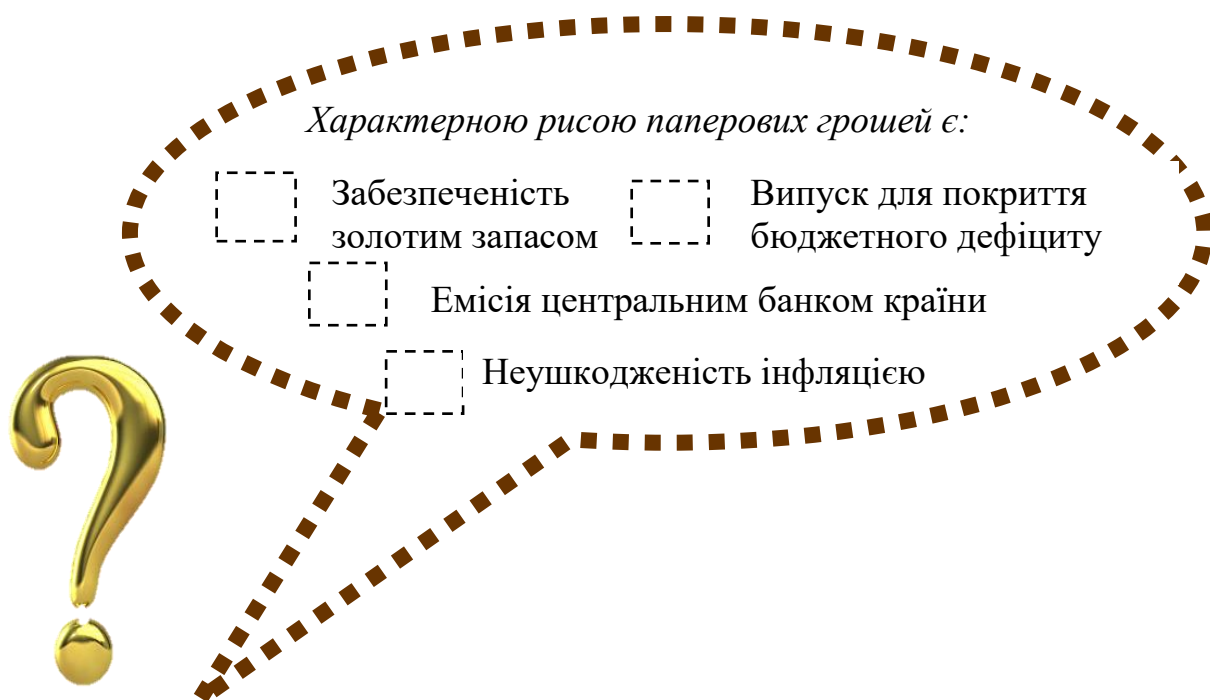 Характерною рисою паперових грошей є:
Забезпеченість
золотим запасом
Випуск для покриття
бюджетного дефіциту
Емісія центральним банком країни
Неушкодженість інфляцією